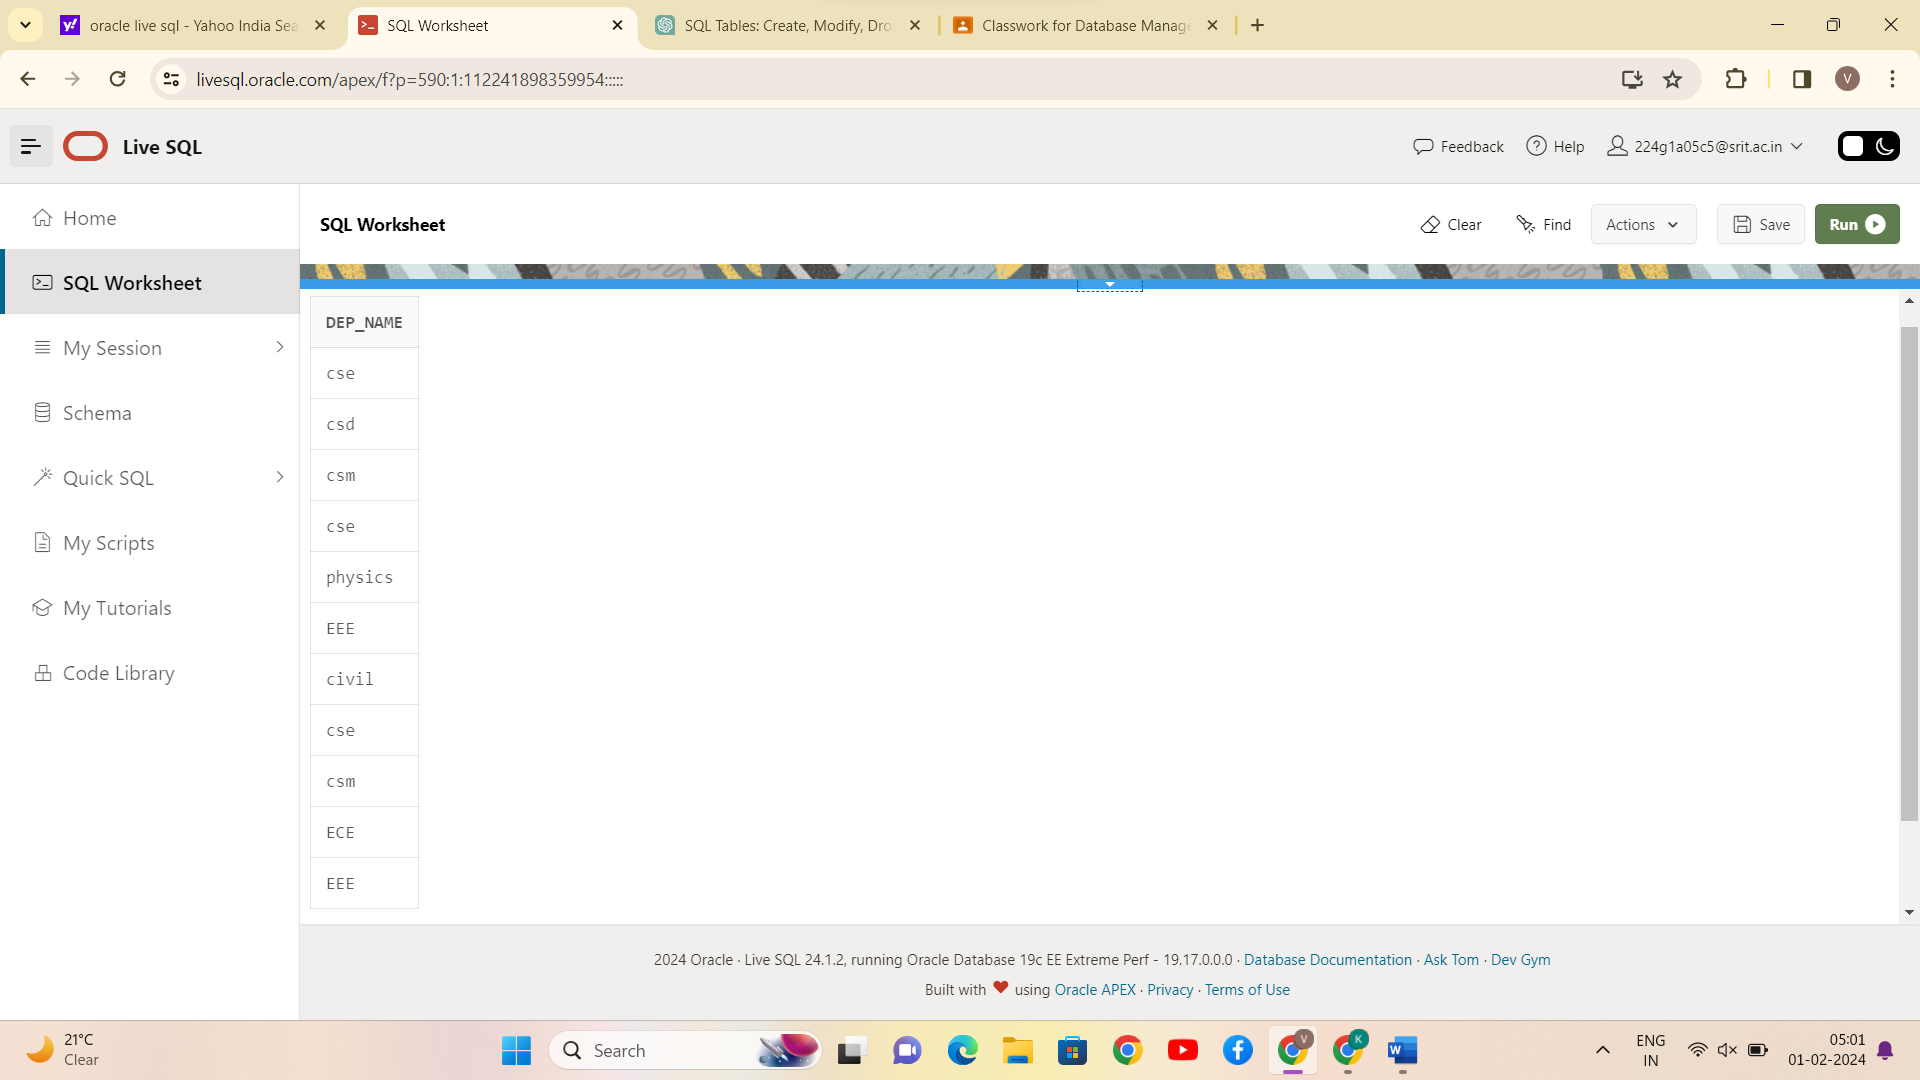 oracle live sql - Yahoo India Sea
SQL Worksheet
SQL Tables: Create, Modify, Dro
Classwork for Database Manage
livesql.oracle.com/apex/f?p=590:1:112241898359954:::::
V
Live SQL
Feedback
Help
224g1a05c5@srit.ac.in
Home
SQL Worksheet
My Session
Schema
Quick SQL
My Scripts
My Tutorials
Code Library
SQL Worksheet
Clear
Find
Actions
Save
Run
DEP_NAME
cse
csd
csm
cse
physics
EEE
civil
cse
csm
ECE
EEE
2024 Oracle · Live SQL 24.1.2, running Oracle Database 19c EE Extreme Perf - 19.17.0.0.0 · Database Documentation · Ask Tom · Dev Gym
Built with ❤ using Oracle APEX · Privacy · Terms of Use
21°C
Clear
Search
V
K
ENG
IN
05:01
01-02-2024